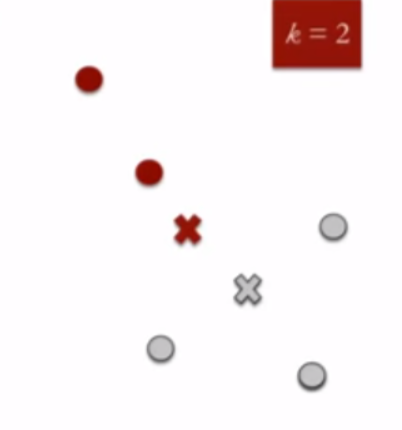 k = 2